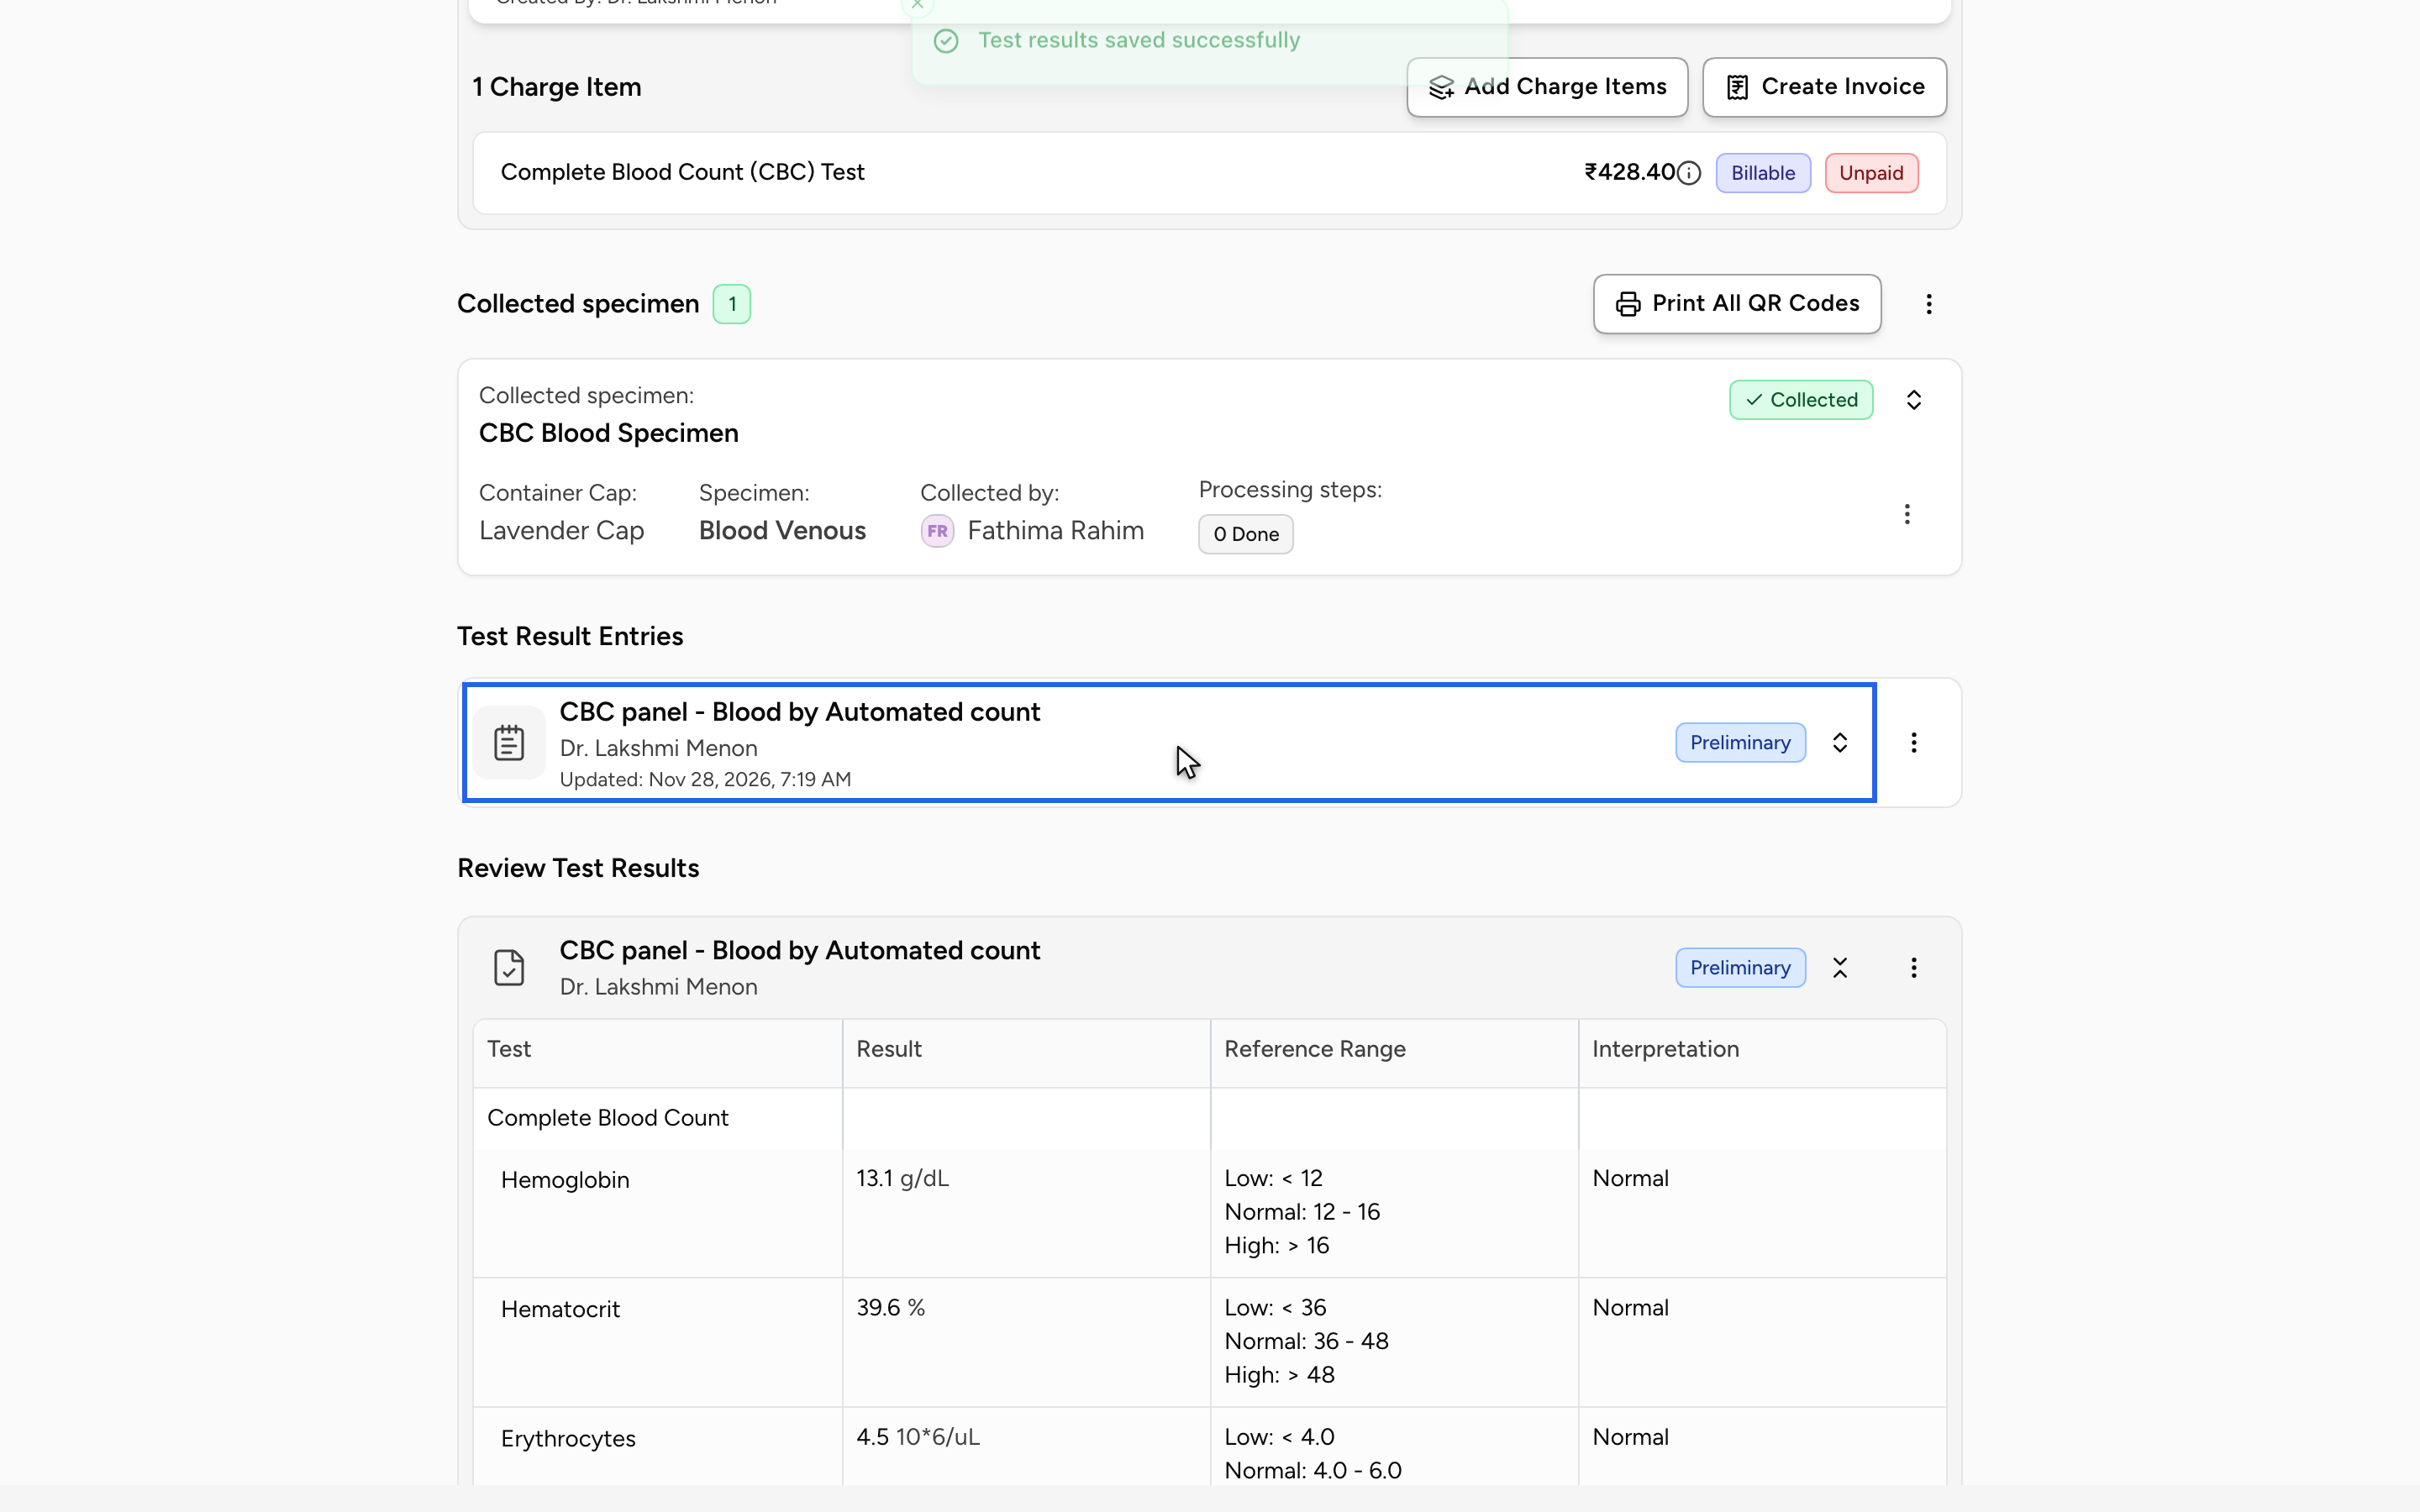 Created By: Dr. Lakshmi Menon
Test results saved successfully
1 Charge Item
Add Charge Items
Create Invoice
Complete Blood Count (CBC) Test
₹428.40
Billable
Unpaid
Collected specimen 1
Print All QR Codes
Collected specimen:
Collected
CBC Blood Specimen
Container Cap:
Specimen:
Collected by:
Processing steps:
Lavender Cap
Blood Venous
FR Fathima Rahim
0 Done
Test Result Entries
CBC panel - Blood by Automated count
Dr. Lakshmi Menon
Updated: Nov 28, 2026, 7:19 AM
Preliminary
Review Test Results
CBC panel - Blood by Automated count
Dr. Lakshmi Menon
Preliminary
Test Result Reference Range Interpretation
Complete Blood Count
Hemoglobin 13.1 g/dL Low: < 12 Normal
Normal: 12 - 16
High: > 16
Hematocrit 39.6 % Low: < 36 Normal
Normal: 36 - 48
High: > 48
Erythrocytes 4.5 10*6/uL Low: < 4.0 Normal
Normal: 4.0 - 6.0